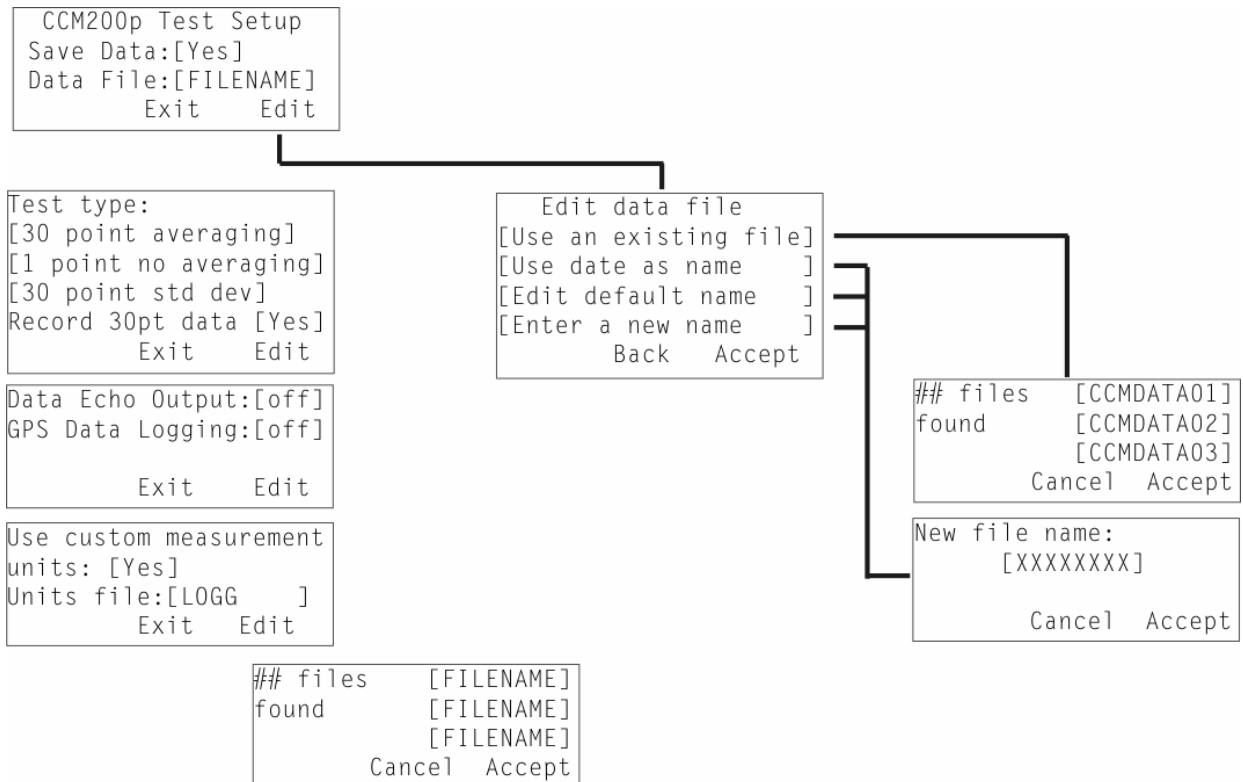 CCM200p Test Setup
Save Data:[Yes]
Data File:[FILENAME]
Exit Edit
Test type:
[30 point averaging]
[1 point no averaging]
[30 point std dev]
Record 30pt data [Yes]
Exit Edit
Data Echo Output:[off]
GPS Data Logging:[off]
Exit Edit
Use custom measurement
units: [Yes]
Units file:[LOGG ]
Exit Edit
## files [FILENAME]
found [FILENAME]
[FILENAME]
Cancel Accept
Edit data file
[Use an existing file]
[Use date as name ]
[Edit default name ]
[Enter a new name ]
Back Accept
## files [CCMDATA01]
found [CCMDATA02]
[CCMDATA03]
Cancel Accept
New file name:
[XXXXXXXX]
Cancel Accept